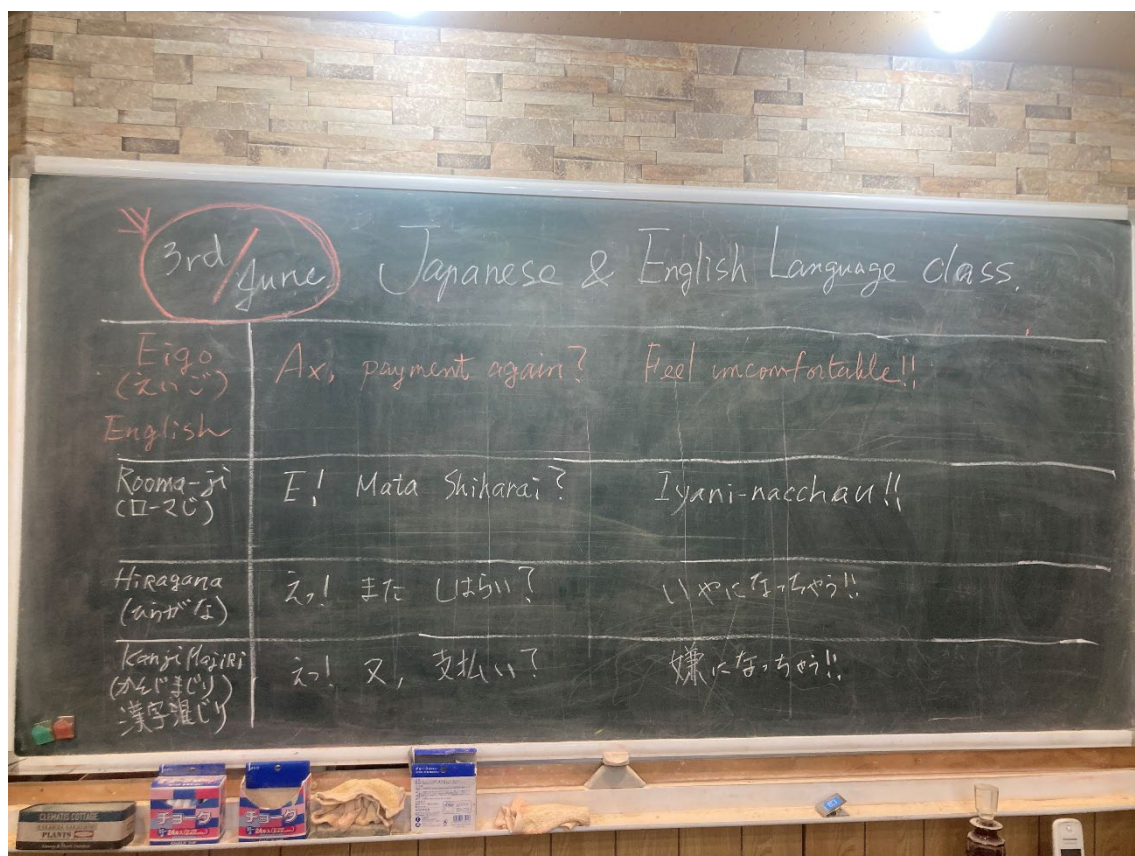 3rd/June Japanese & English Language class.
Eigo
(えいご)
English
Ax, payment again? Feel uncomfortable!!
Rooma-ji
(ローマじ)
E! Mata Shiharai? Iyani-nacchau!!
Hiragana
(ひらがな)
えっ! また しはらい? いやになっちゃう!!
Kanji Majiri
(かんじまじり)
漢字混じり
えっ! 又, 支払い? 嫌になっちゃう!!
CLEMATIS COTTAGE
PLANTS
チョーク
チョーク